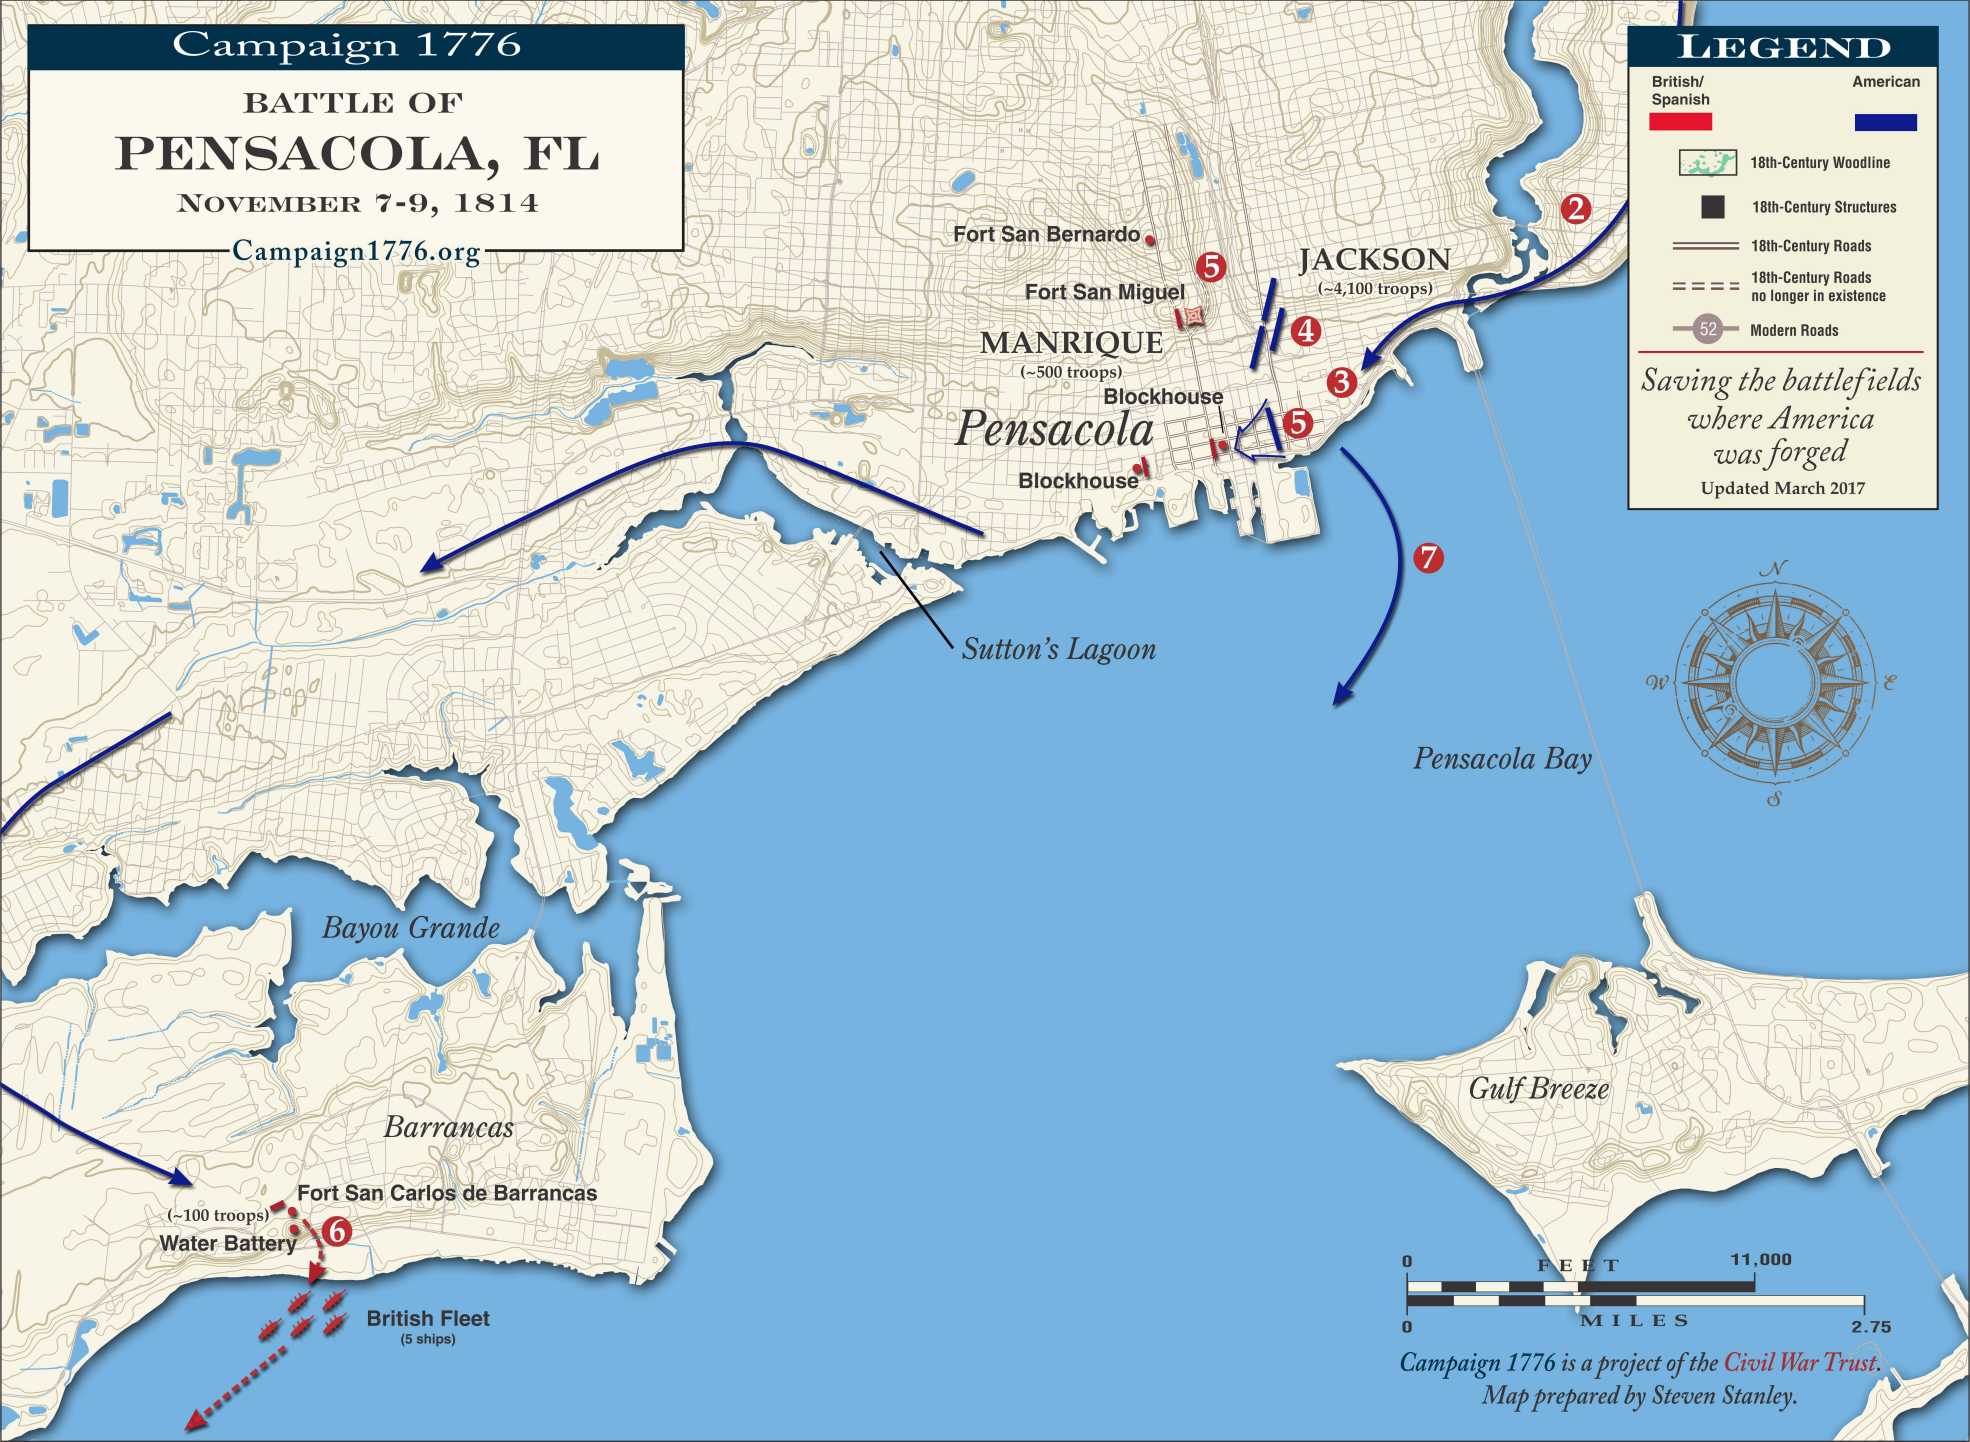 Campaign 1776
BATTLE OF
PENSACOLA, FL
NOVEMBER 7-9, 1814
Campaign1776.org
LEGEND
British/
Spanish
American
18th-Century Woodline
18th-Century Structures
18th-Century Roads
18th-Century Roads
no longer in existence
52
Modern Roads
Saving the battlefields
where America
was forged
Updated March 2017
2
Fort San Bernardo
5
JACKSON
(~4,100 troops)
Fort San Miguel
4
MANRIQUE
(~500 troops)
3
Blockhouse
Pensacola
5
Blockhouse
7
N
W
E
S
Sutton's Lagoon
Pensacola Bay
Bayou Grande
Gulf Breeze
Barrancas
Fort San Carlos de Barrancas
(~100 troops)
6
Water Battery
British Fleet
(5 ships)
0
FEET
11,000
0
MILES
2.75
Campaign 1776 is a project of the Civil War Trust.
Map prepared by Steven Stanley.